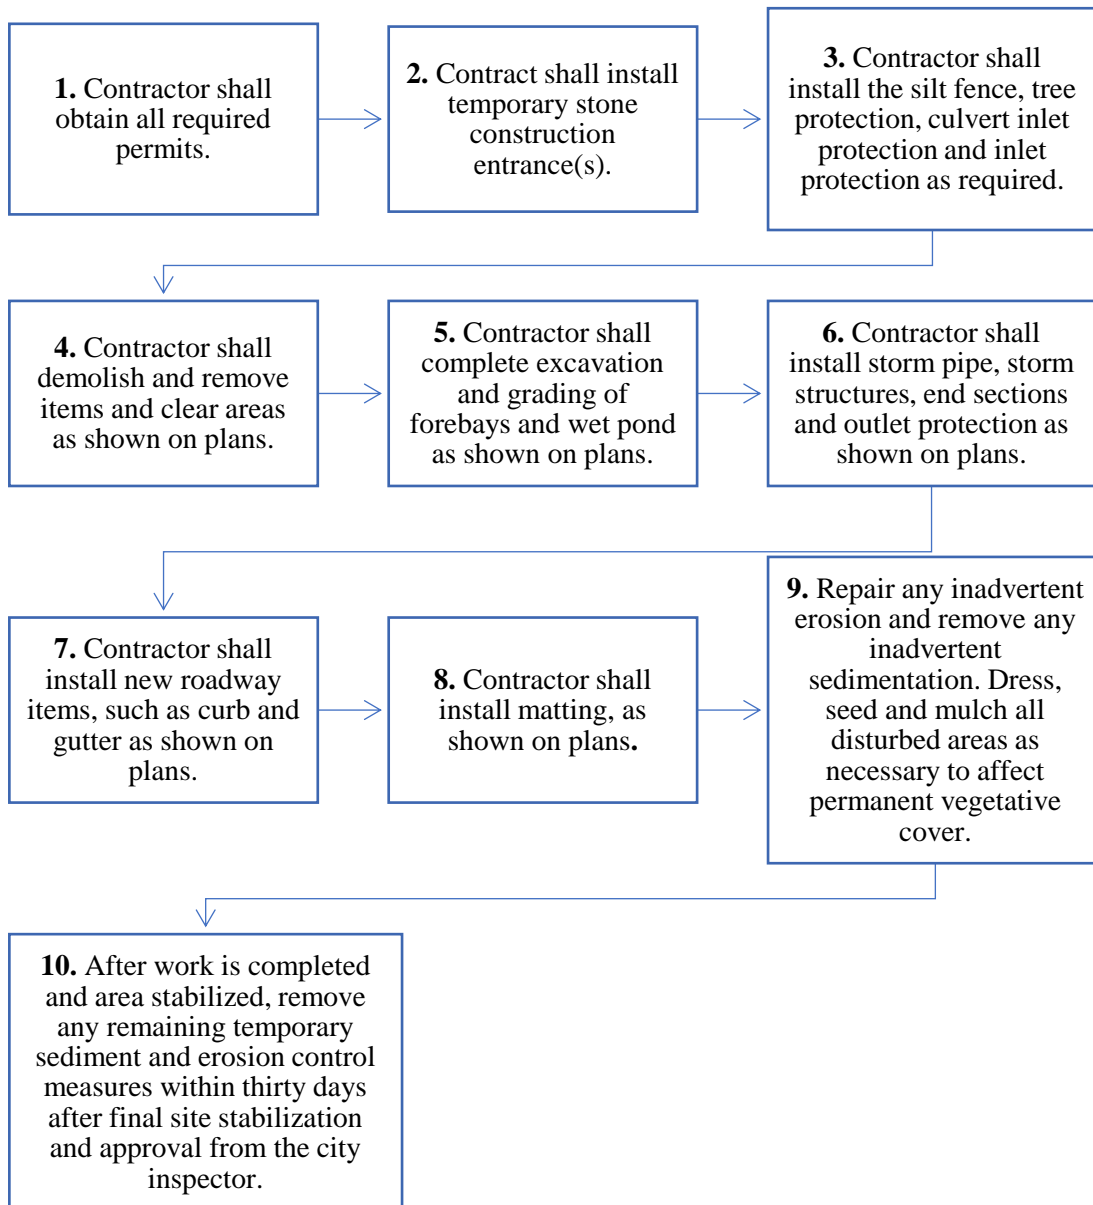 1. Contractor shall
obtain all required
permits.
2. Contract shall install
temporary stone
construction
entrance(s).
3. Contractor shall
install the silt fence, tree
protection, culvert inlet
protection and inlet
protection as required.
4. Contractor shall
demolish and remove
items and clear areas
as shown on plans.
5. Contractor shall
complete excavation
and grading of
forebays and wet pond
as shown on plans.
6. Contractor shall
install storm pipe, storm
structures, end sections
and outlet protection as
shown on plans.
7. Contractor shall
install new roadway
items, such as curb and
gutter as shown on
plans.
8. Contractor shall
install matting, as
shown on plans.
9. Repair any inadvertent
erosion and remove any
inadvertent
sedimentation. Dress,
seed and mulch all
disturbed areas as
necessary to affect
permanent vegetative
cover.
10. After work is completed
and area stabilized, remove
any remaining temporary
sediment and erosion control
measures within thirty days
after final site stabilization
and approval from the city
inspector.